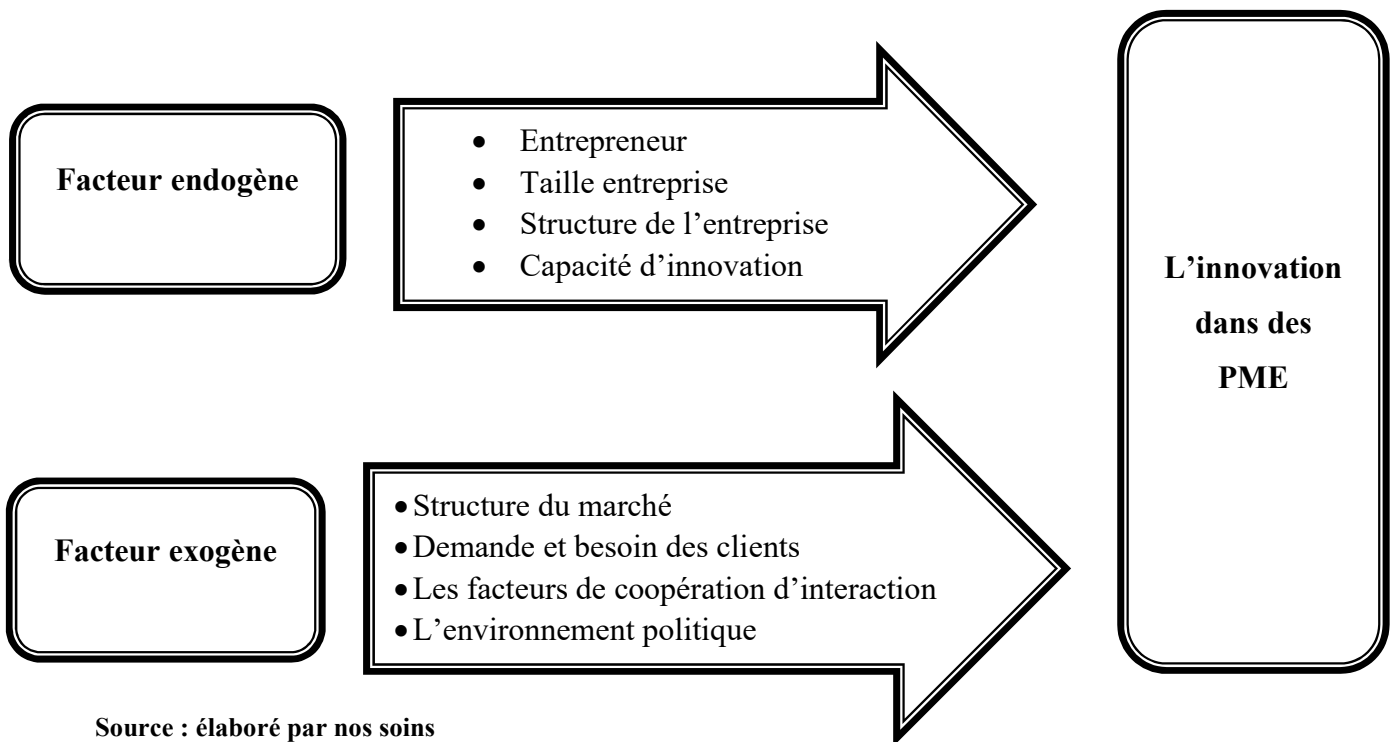 Facteur endogène
• Entrepreneur
• Taille entreprise
• Structure de l’entreprise
• Capacité d’innovation
L’innovation
dans des
PME
Facteur exogène
• Structure du marché
• Demande et besoin des clients
• Les facteurs de coopération d’interaction
• L’environnement politique
Source : élaboré par nos soins